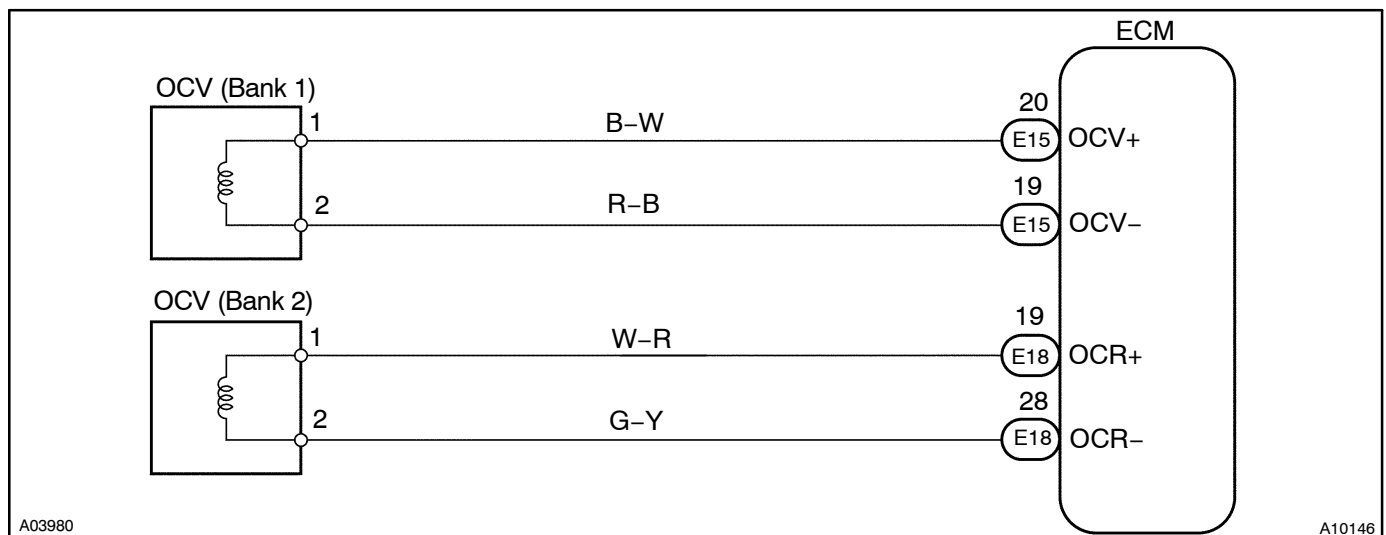 ECM
OCV (Bank 1)
1
B–W
20
E15
OCV+
2
R–B
19
E15
OCV–
OCV (Bank 2)
1
W–R
19
E18
OCR+
2
G–Y
28
E18
OCR–
A03980
A10146